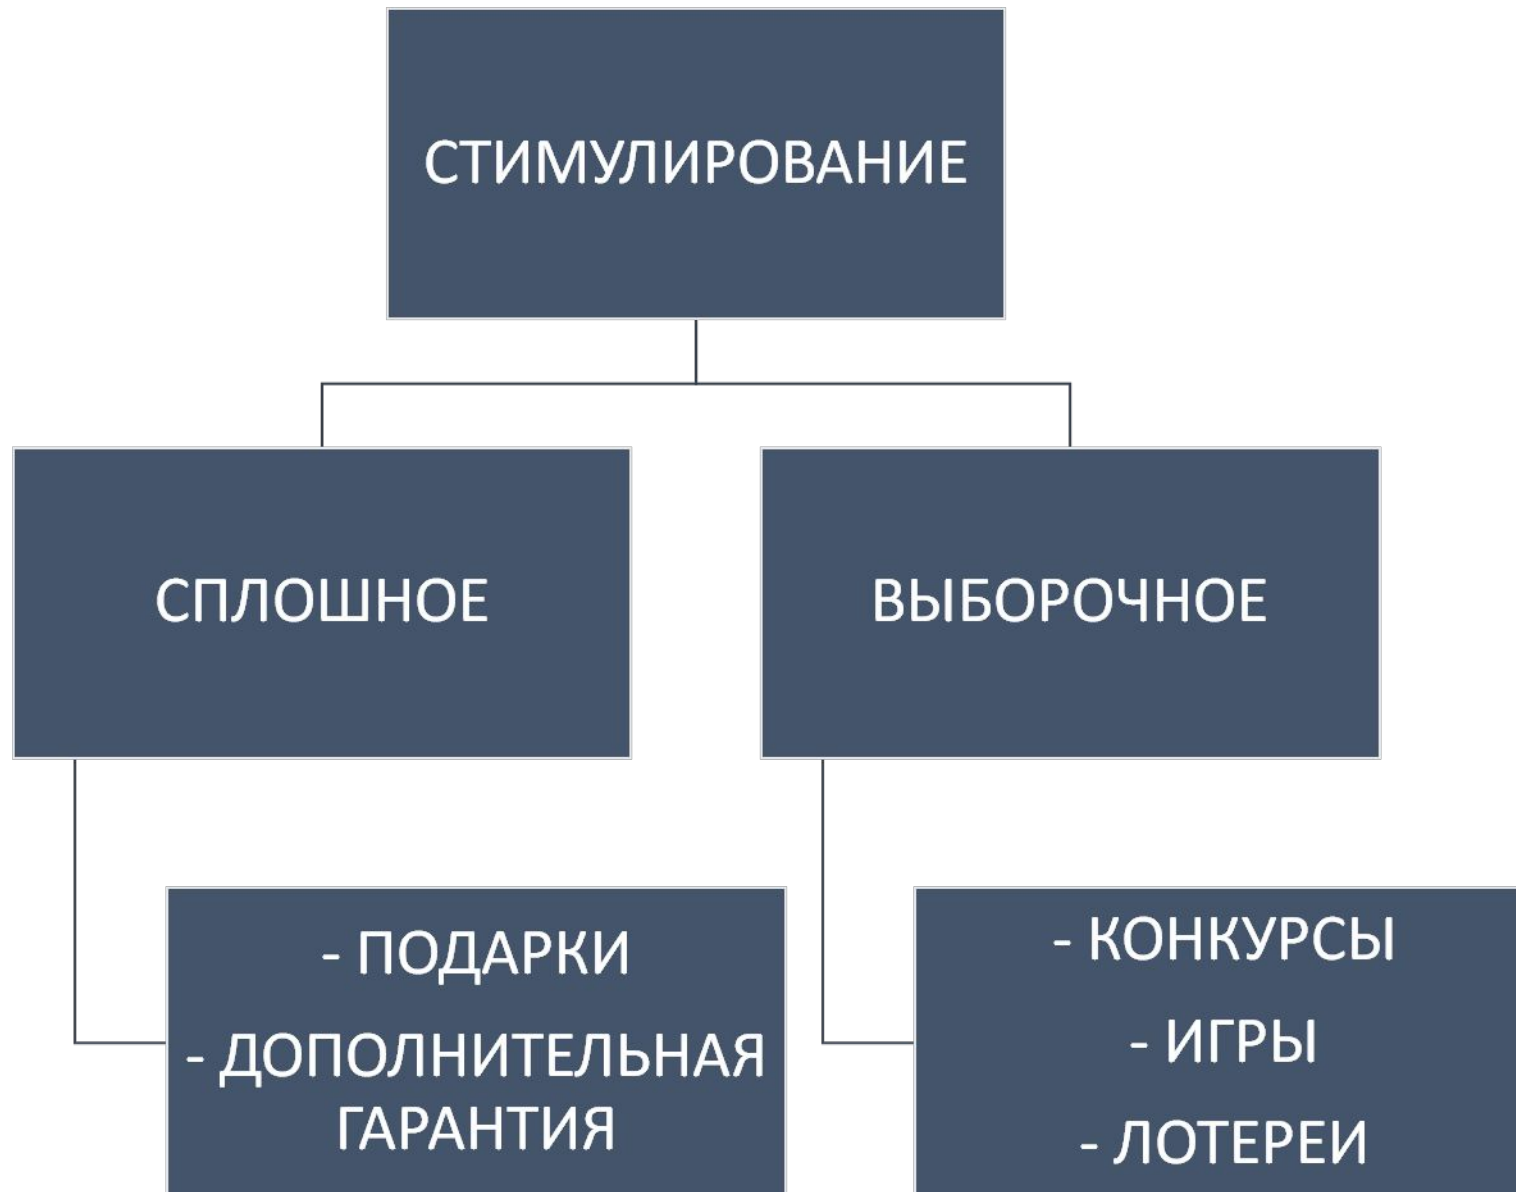 СТИМУЛИРОВАНИЕ
СПЛОШНОЕ
ВЫБОРОЧНОЕ
- ПОДАРКИ
- ДОПОЛНИТЕЛЬНАЯ
ГАРАНТИЯ
- КОНКУРСЫ
- ИГРЫ
- ЛОТЕРЕИ